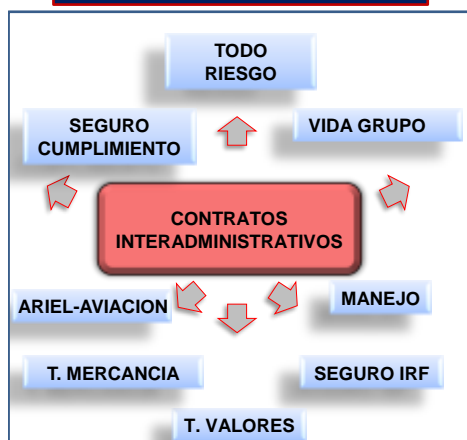 TODO
RIESGO
SEGURO
CUMPLIMIENTO
VIDA GRUPO
CONTRATOS
INTERADMINISTRATIVOS
ARIEL-AVIACION
MANEJO
T. MERCANCIA
SEGURO IRF
T. VALORES